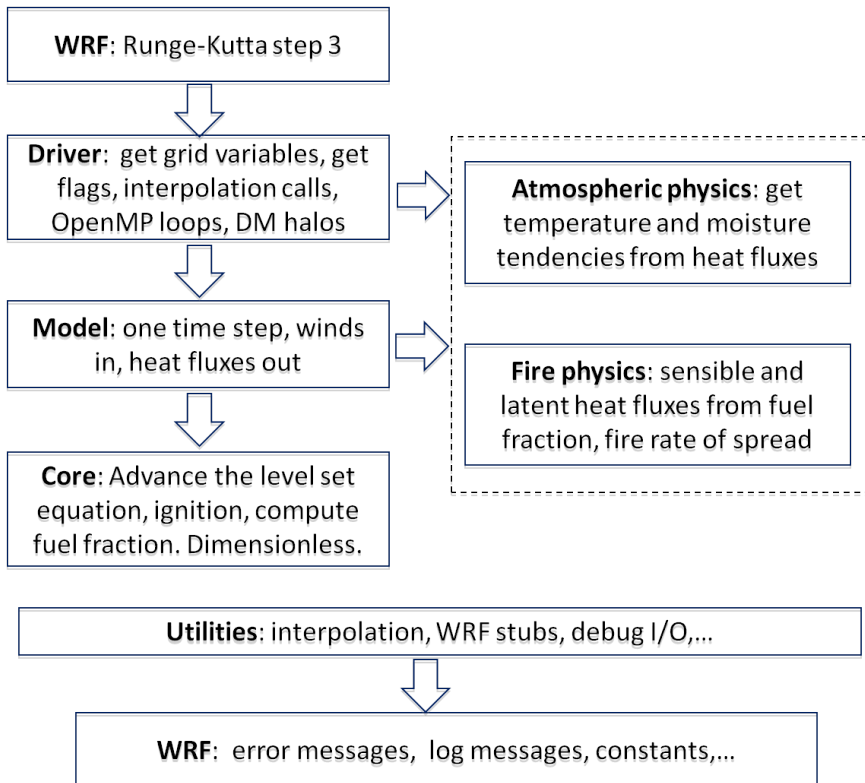 WRF: Runge-Kutta step 3
Driver: get grid variables, get
flags, interpolation calls,
OpenMP loops, DM halos
Atmospheric physics: get
temperature and moisture
tendencies from heat fluxes
Model: one time step, winds
in, heat fluxes out
Fire physics: sensible and
latent heat fluxes from fuel
fraction, fire rate of spread
Core: Advance the level set
equation, ignition, compute
fuel fraction. Dimensionless.
Utilities: interpolation, WRF stubs, debug I/O,...
WRF: error messages, log messages, constants,...